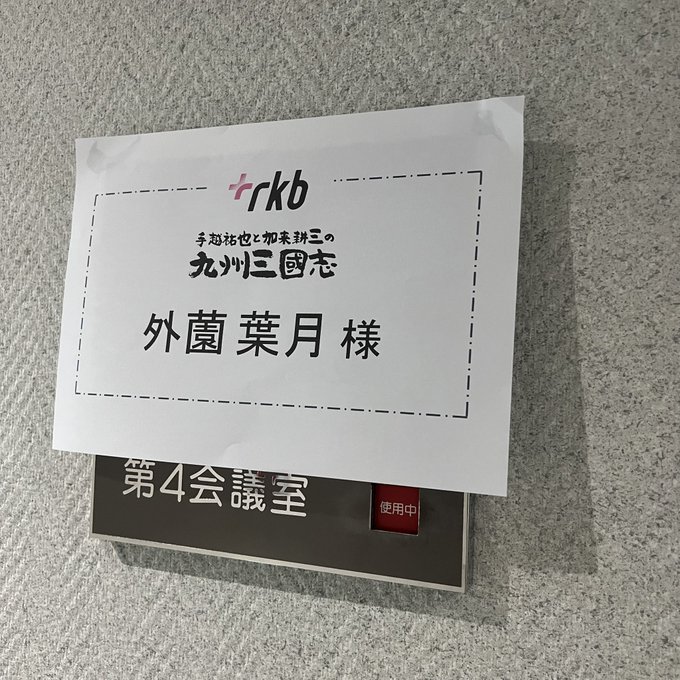 rkb
手越祐也と加来耕三の
九州三國志
外薗 葉月 様
第4会議室
使用中